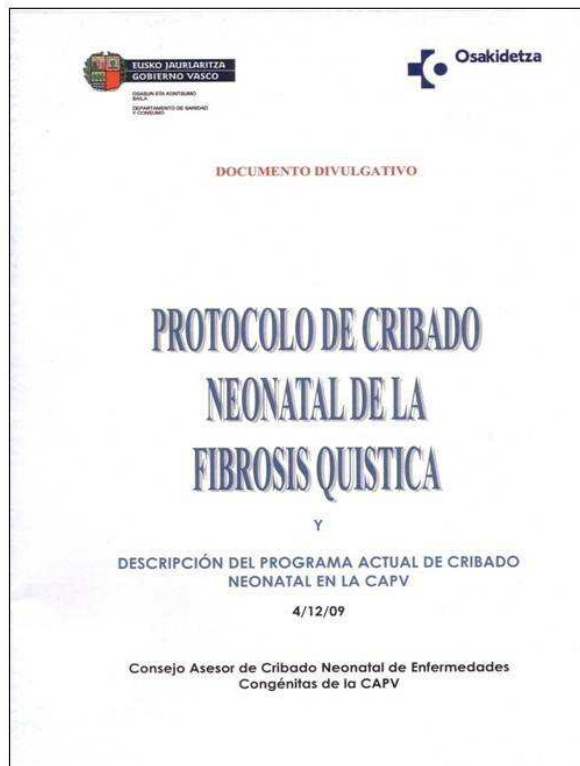 EUSKO JAURLARITZA
GOBIERNO VASCO
OSASUN ETA KONTSUMO
SAILA
DEPARTAMENTO DE SANIDAD
Y CONSUMO
Osakidetza
DOCUMENTO DIVULGATIVO
PROTOCOLO DE CRIBADO
NEONATAL DE LA
FIBROSIS QUISTICA
Y
DESCRIPCIÓN DEL PROGRAMA ACTUAL DE CRIBADO
NEONATAL EN LA CAPV
4/12/09
Consejo Asesor de Cribado Neonatal de Enfermedades
Congénitas de la CAPV